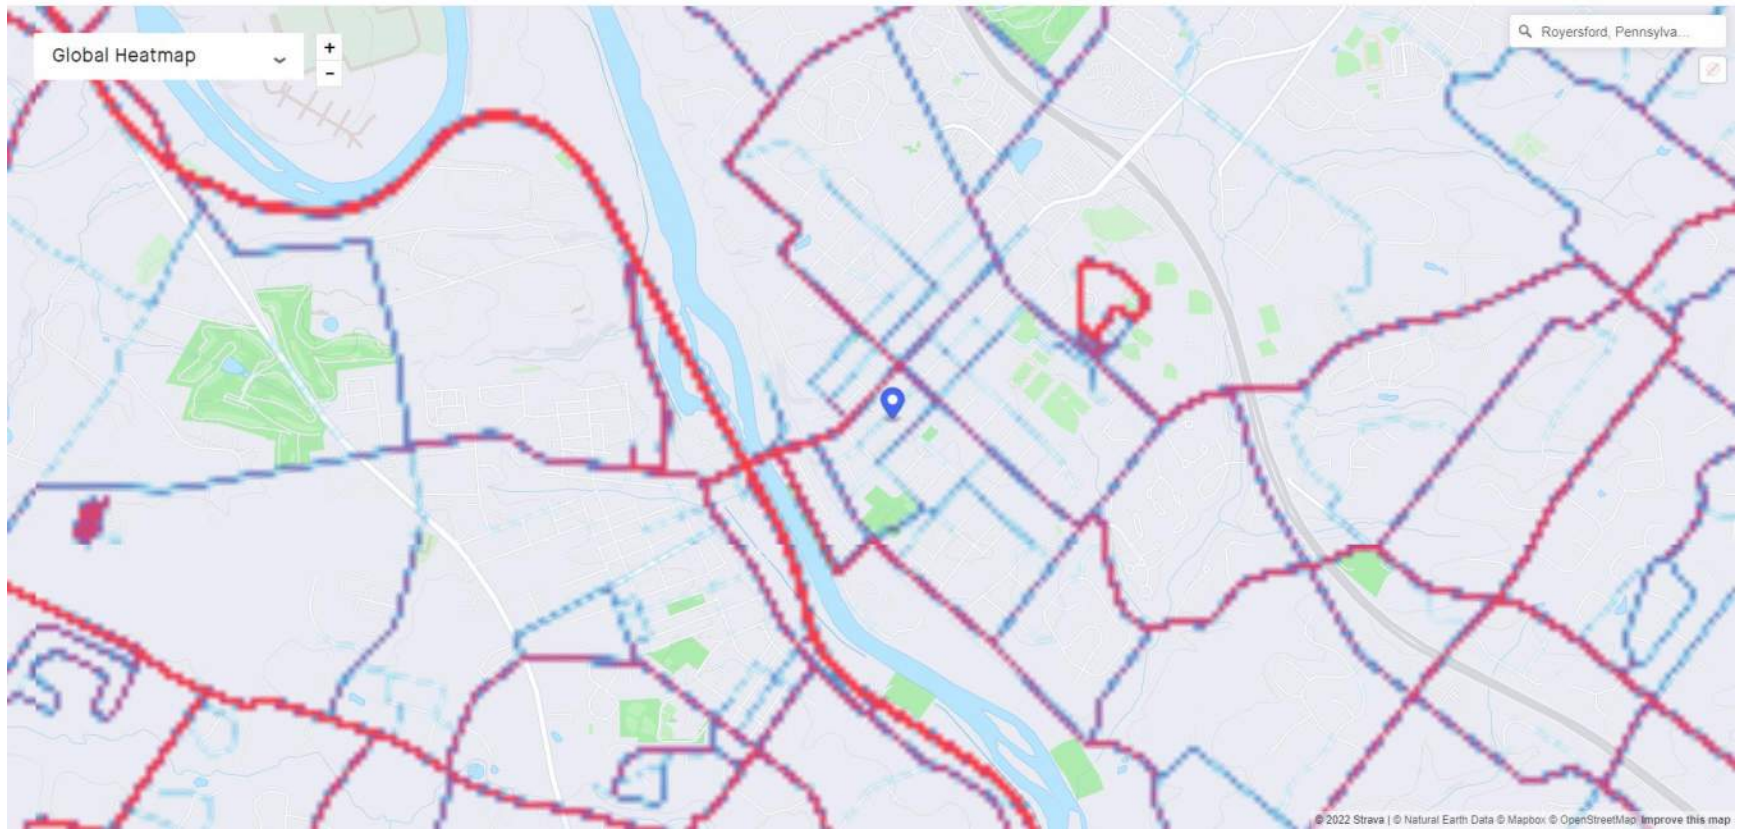 Global Heatmap
+
-
Royersford, Pennsylva...
© 2022 Strava | © Natural Earth Data © Mapbox © OpenStreetMap Improve this map